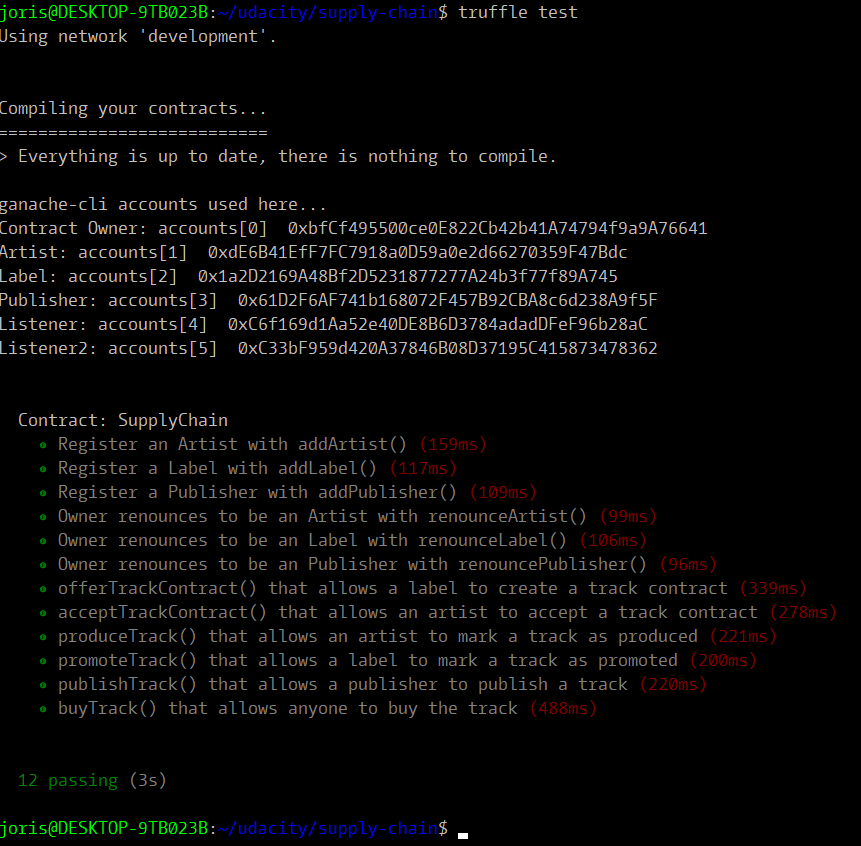 joris@DESKTOP-9TB023B:~/udacity/supply-chain$ truffle test
Using network 'development'.
Compiling your contracts...
===========================
> Everything is up to date, there is nothing to compile.
ganache-cli accounts used here...
Contract Owner: accounts[0]  0xbfCf495500ce0E822Cb42b41A74794f9a9A76641
Artist: accounts[1]  0xdE6B41EfF7FC7918a0D59a0e2d66270359F47Bdc
Label: accounts[2]  0x1a2D2169A48Bf2D5231877277A24b3f77f89A745
Publisher: accounts[3]  0x61D2F6AF741b168072F457B92CBA8c6d238A9f5F
Listener: accounts[4]  0xC6f169d1Aa52e40DE8B6D3784adadDFeF96b28aC
Listener2: accounts[5]  0xC33bF959d420A37846B08D37195C415873478362
Contract: SupplyChain
Register an Artist with addArtist() (159ms)
Register a Label with addLabel() (117ms)
Register a Publisher with addPublisher() (109ms)
Owner renounces to be an Artist with renounceArtist() (99ms)
Owner renounces to be an Label with renounceLabel() (106ms)
Owner renounces to be an Publisher with renouncePublisher() (96ms)
offerTrackContract() that allows a label to create a track contract (339ms)
acceptTrackContract() that allows an artist to accept a track contract (278ms)
produceTrack() that allows an artist to mark a track as produced (221ms)
promoteTrack() that allows a label to mark a track as promoted (200ms)
publishTrack() that allows a publisher to publish a track (220ms)
buyTrack() that allows anyone to buy the track (488ms)
12 passing (3s)
joris@DESKTOP-9TB023B:~/udacity/supply-chain$